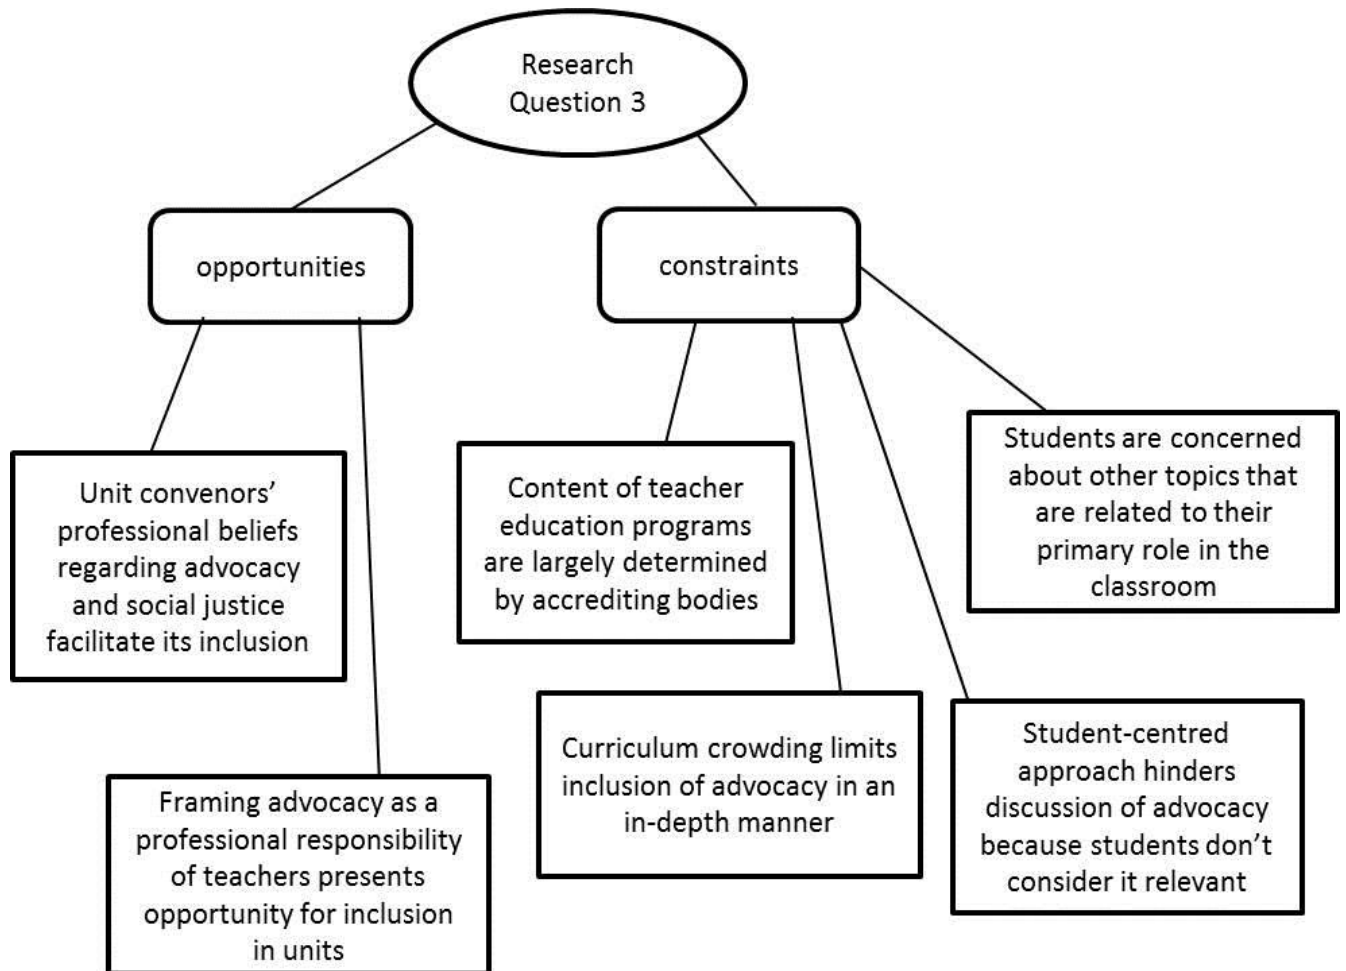 Research
Question 3
opportunities
constraints
Unit convenors’
professional beliefs
regarding advocacy
and social justice
facilitate its inclusion
Framing advocacy as a
professional responsibility
of teachers presents
opportunity for inclusion
in units
Content of teacher
education programs
are largely determined
by accrediting bodies
Curriculum crowding limits
inclusion of advocacy in an
in-depth manner
Student-centred
approach hinders
discussion of advocacy
because students don’t
consider it relevant
Students are concerned
about other topics that
are related to their
primary role in the
classroom